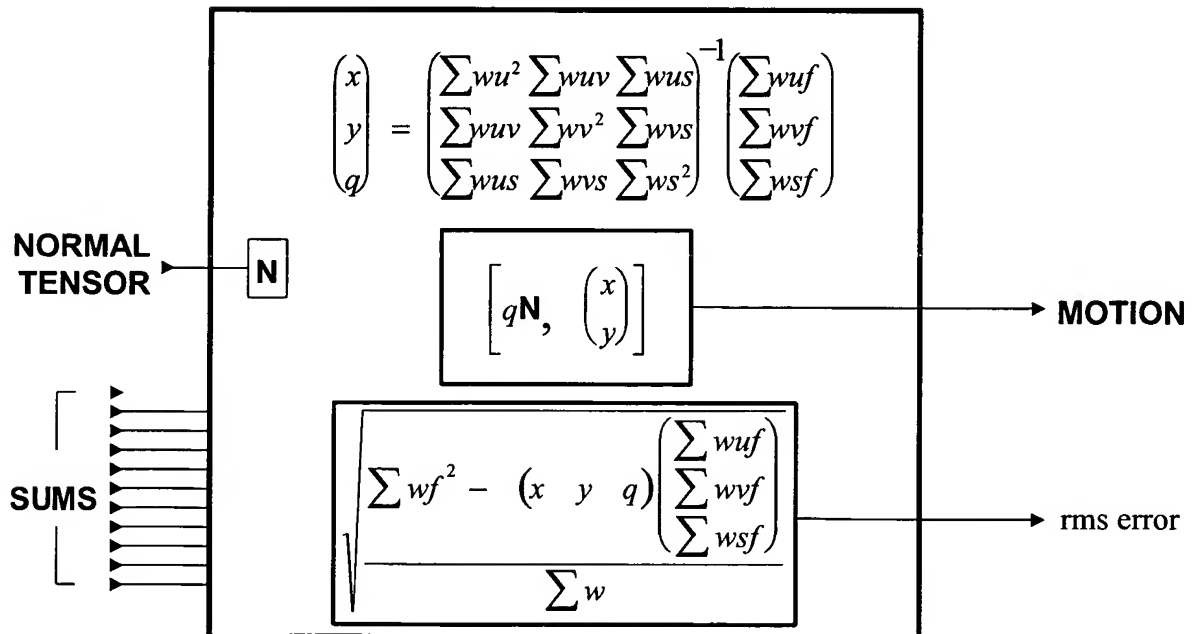 (x y q) = (∑wu² ∑wuv ∑wus
∑wuv ∑wv² ∑wvs
∑wus ∑wvs ∑ws²)⁻¹ (∑wuf
∑wvf
∑wsf)
NORMAL
TENSOR
N
[qN, (x y)]
MOTION
SUMS
√ ∑ wf² − (x y q) (∑ wuf
∑ wvf
∑ wsf)
∑ w
rms error